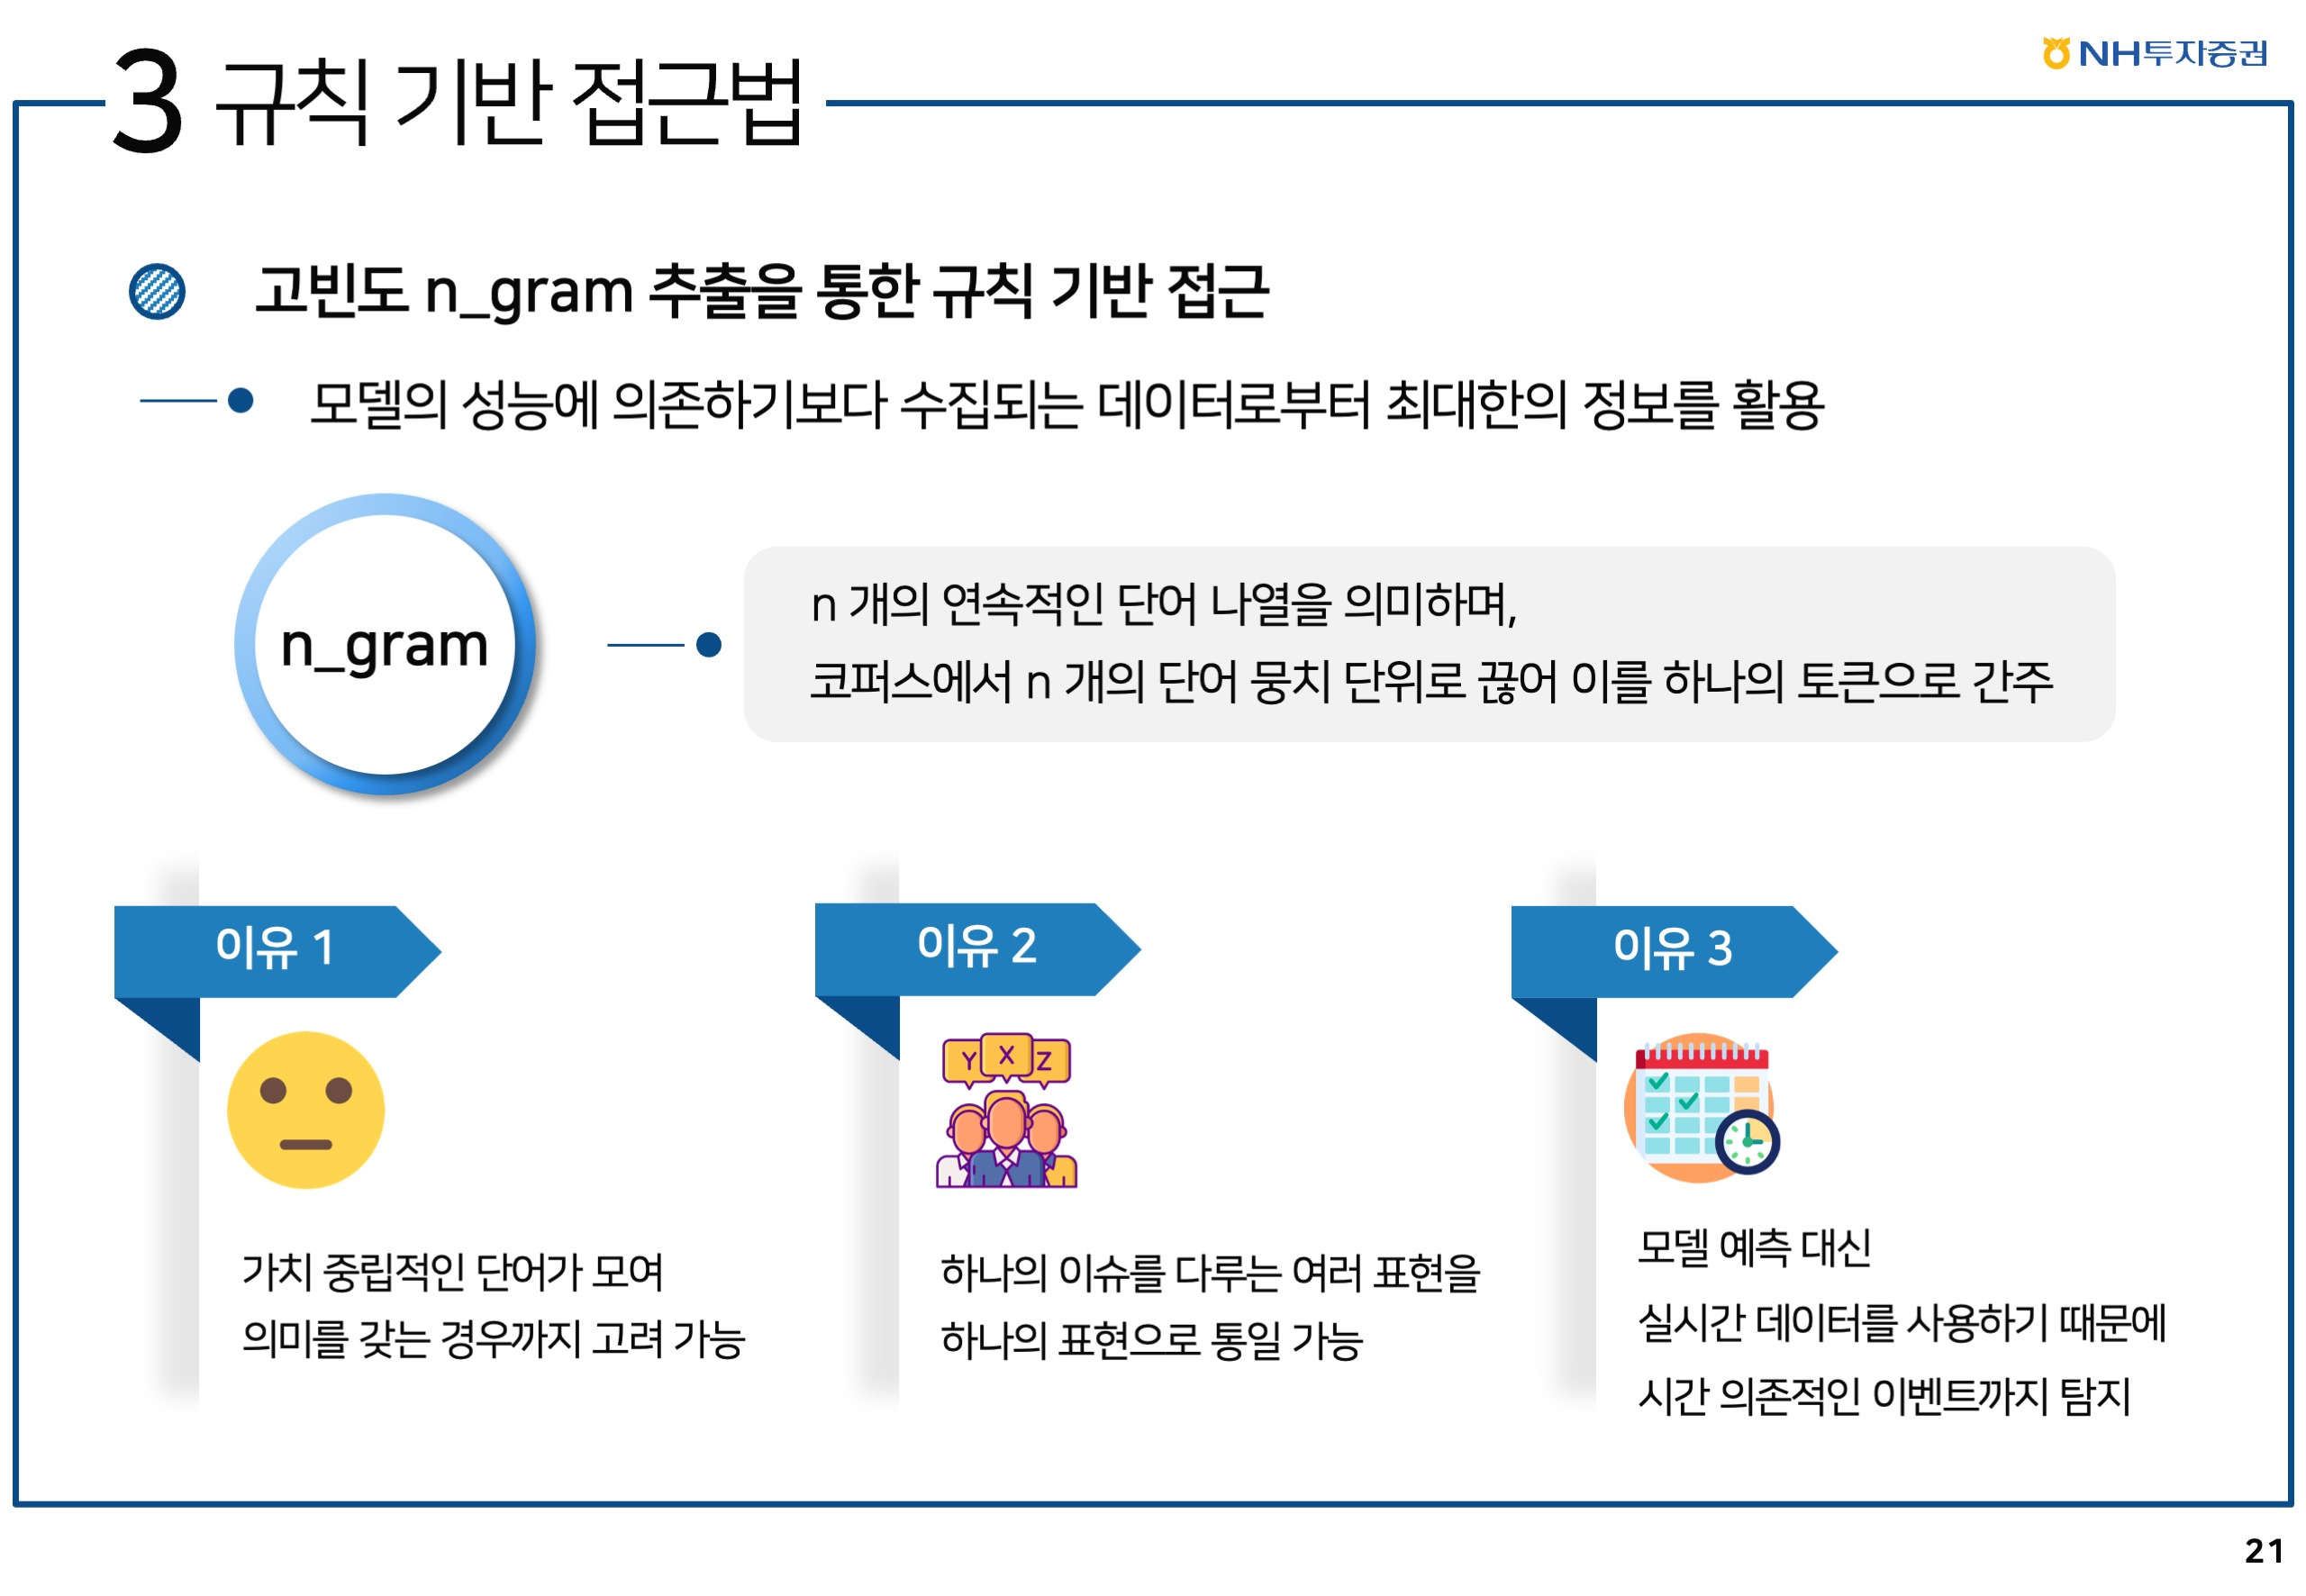 3 규칙 기반 접근법
NH투자증권
고빈도 n_gram 추출을 통한 규칙 기반 접근
모델의 성능에 의존하기보다 수집되는 데이터로부터 최대한의 정보를 활용
n_gram
n 개의 연속적인 단어 나열을 의미하며,
코퍼스에서 n 개의 단어 뭉치 단위로 끊어 이를 하나의 토큰으로 간주
이유 1
가치 중립적인 단어가 모여
의미를 갖는 경우까지 고려 가능
이유 2
Y X Z
하나의 이슈를 다루는 여러 표현을
하나의 표현으로 통일 가능
이유 3
모델 예측 대신
실시간 데이터를 사용하기 때문에
시간 의존적인 이벤트까지 탐지
21